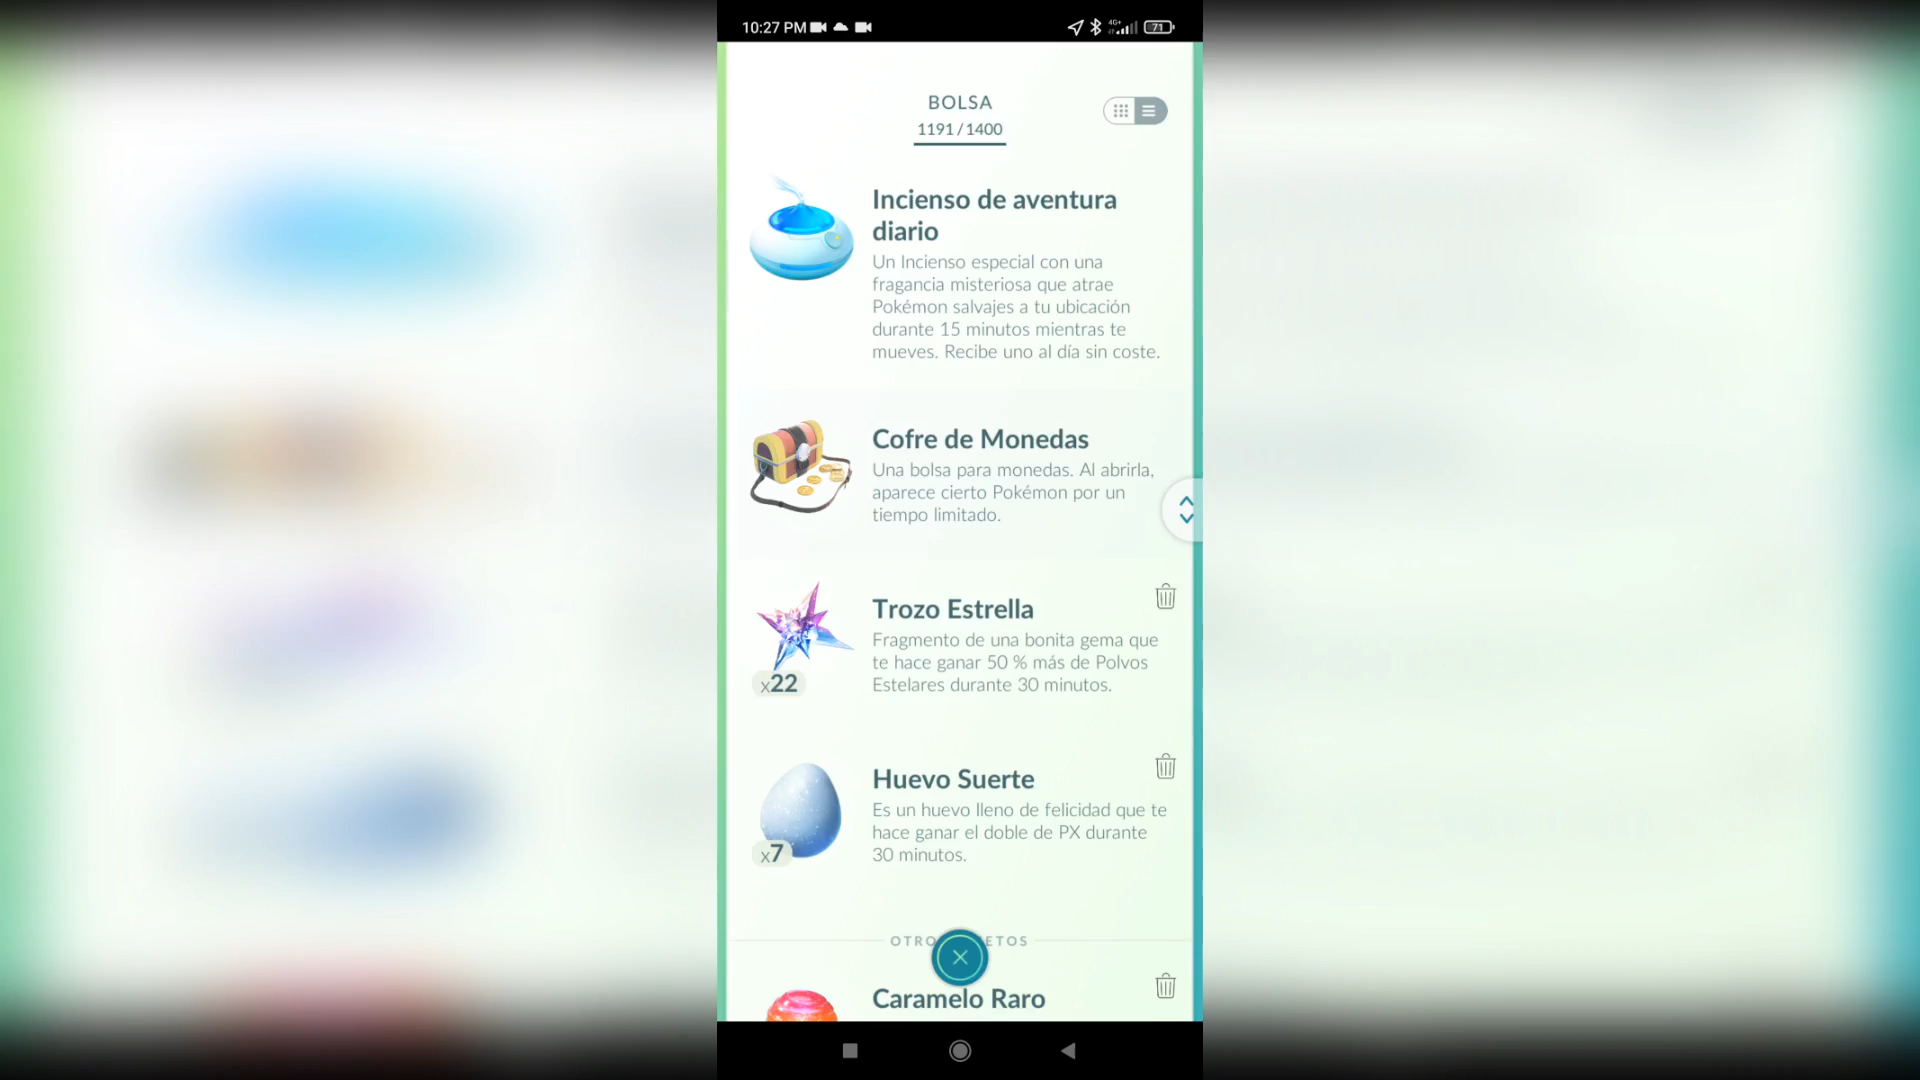 10:27 PM
4G+
71
BOLSA
1191/1400
Incienso de aventura
diario
Un Incienso especial con una
fragancia misteriosa que atrae
Pokémon salvajes a tu ubicación
durante 15 minutos mientras te
mueves. Recibe uno al día sin coste.
Cofre de Monedas
Una bolsa para monedas. Al abrirla,
aparece cierto Pokémon por un
tiempo limitado.
Trozo Estrella
Fragmento de una bonita gema que
te hace ganar 50 % más de Polvos
Estelares durante 30 minutos.
x22
Huevo Suerte
Es un huevo lleno de felicidad que te
hace ganar el doble de PX durante
30 minutos.
x7
Caramelo Raro